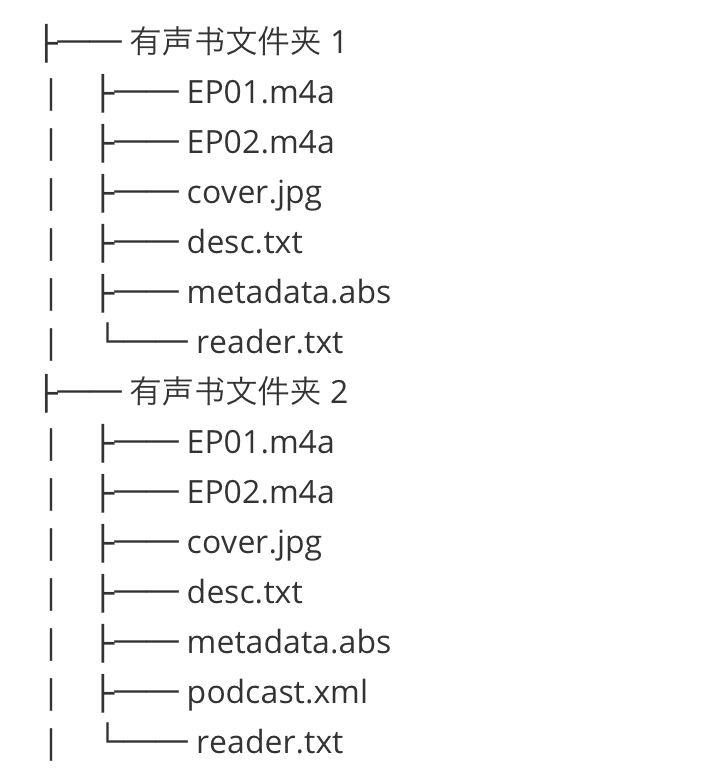 ├── 有声书文件夹 1
│   ├── EP01.m4a
│   ├── EP02.m4a
│   ├── cover.jpg
│   ├── desc.txt
│   ├── metadata.abs
│   └── reader.txt
├── 有声书文件夹 2
│   ├── EP01.m4a
│   ├── EP02.m4a
│   ├── cover.jpg
│   ├── desc.txt
│   ├── metadata.abs
│   ├── podcast.xml
│   └── reader.txt